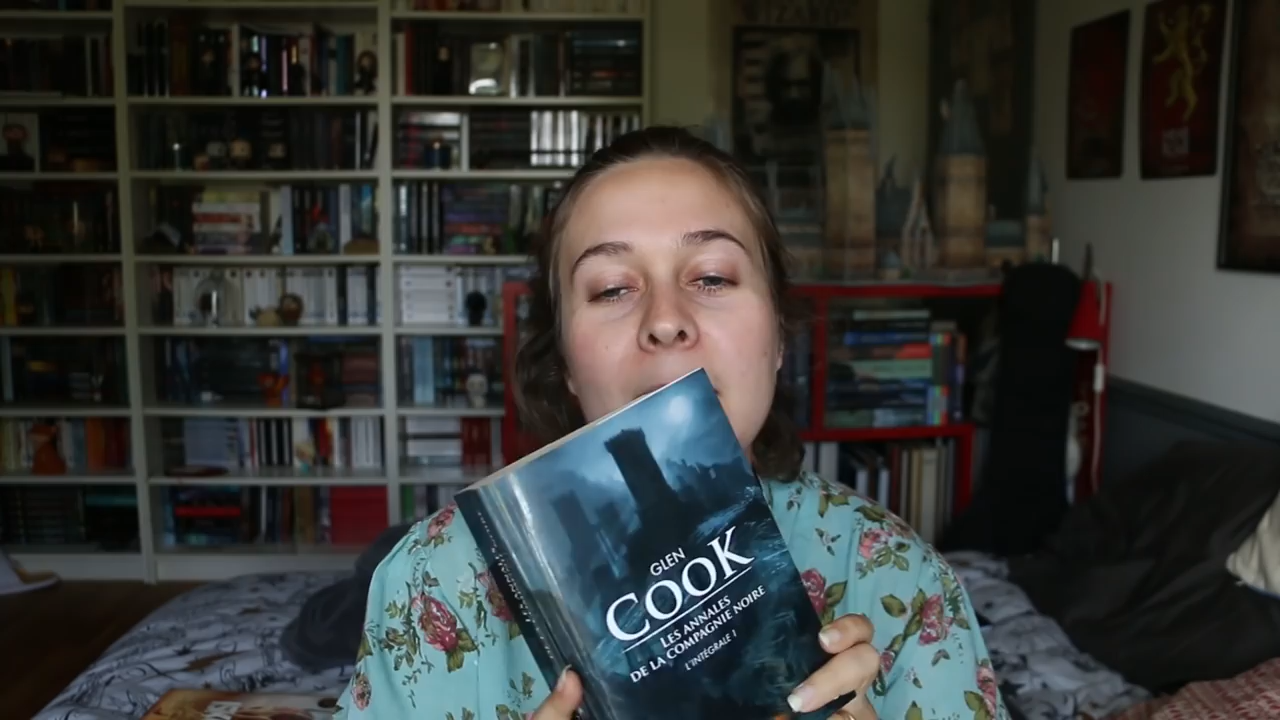 GLEN
COOK
LES ANNALES
DE LA COMPAGNIE NOIRE
L'INTÉGRALE 1